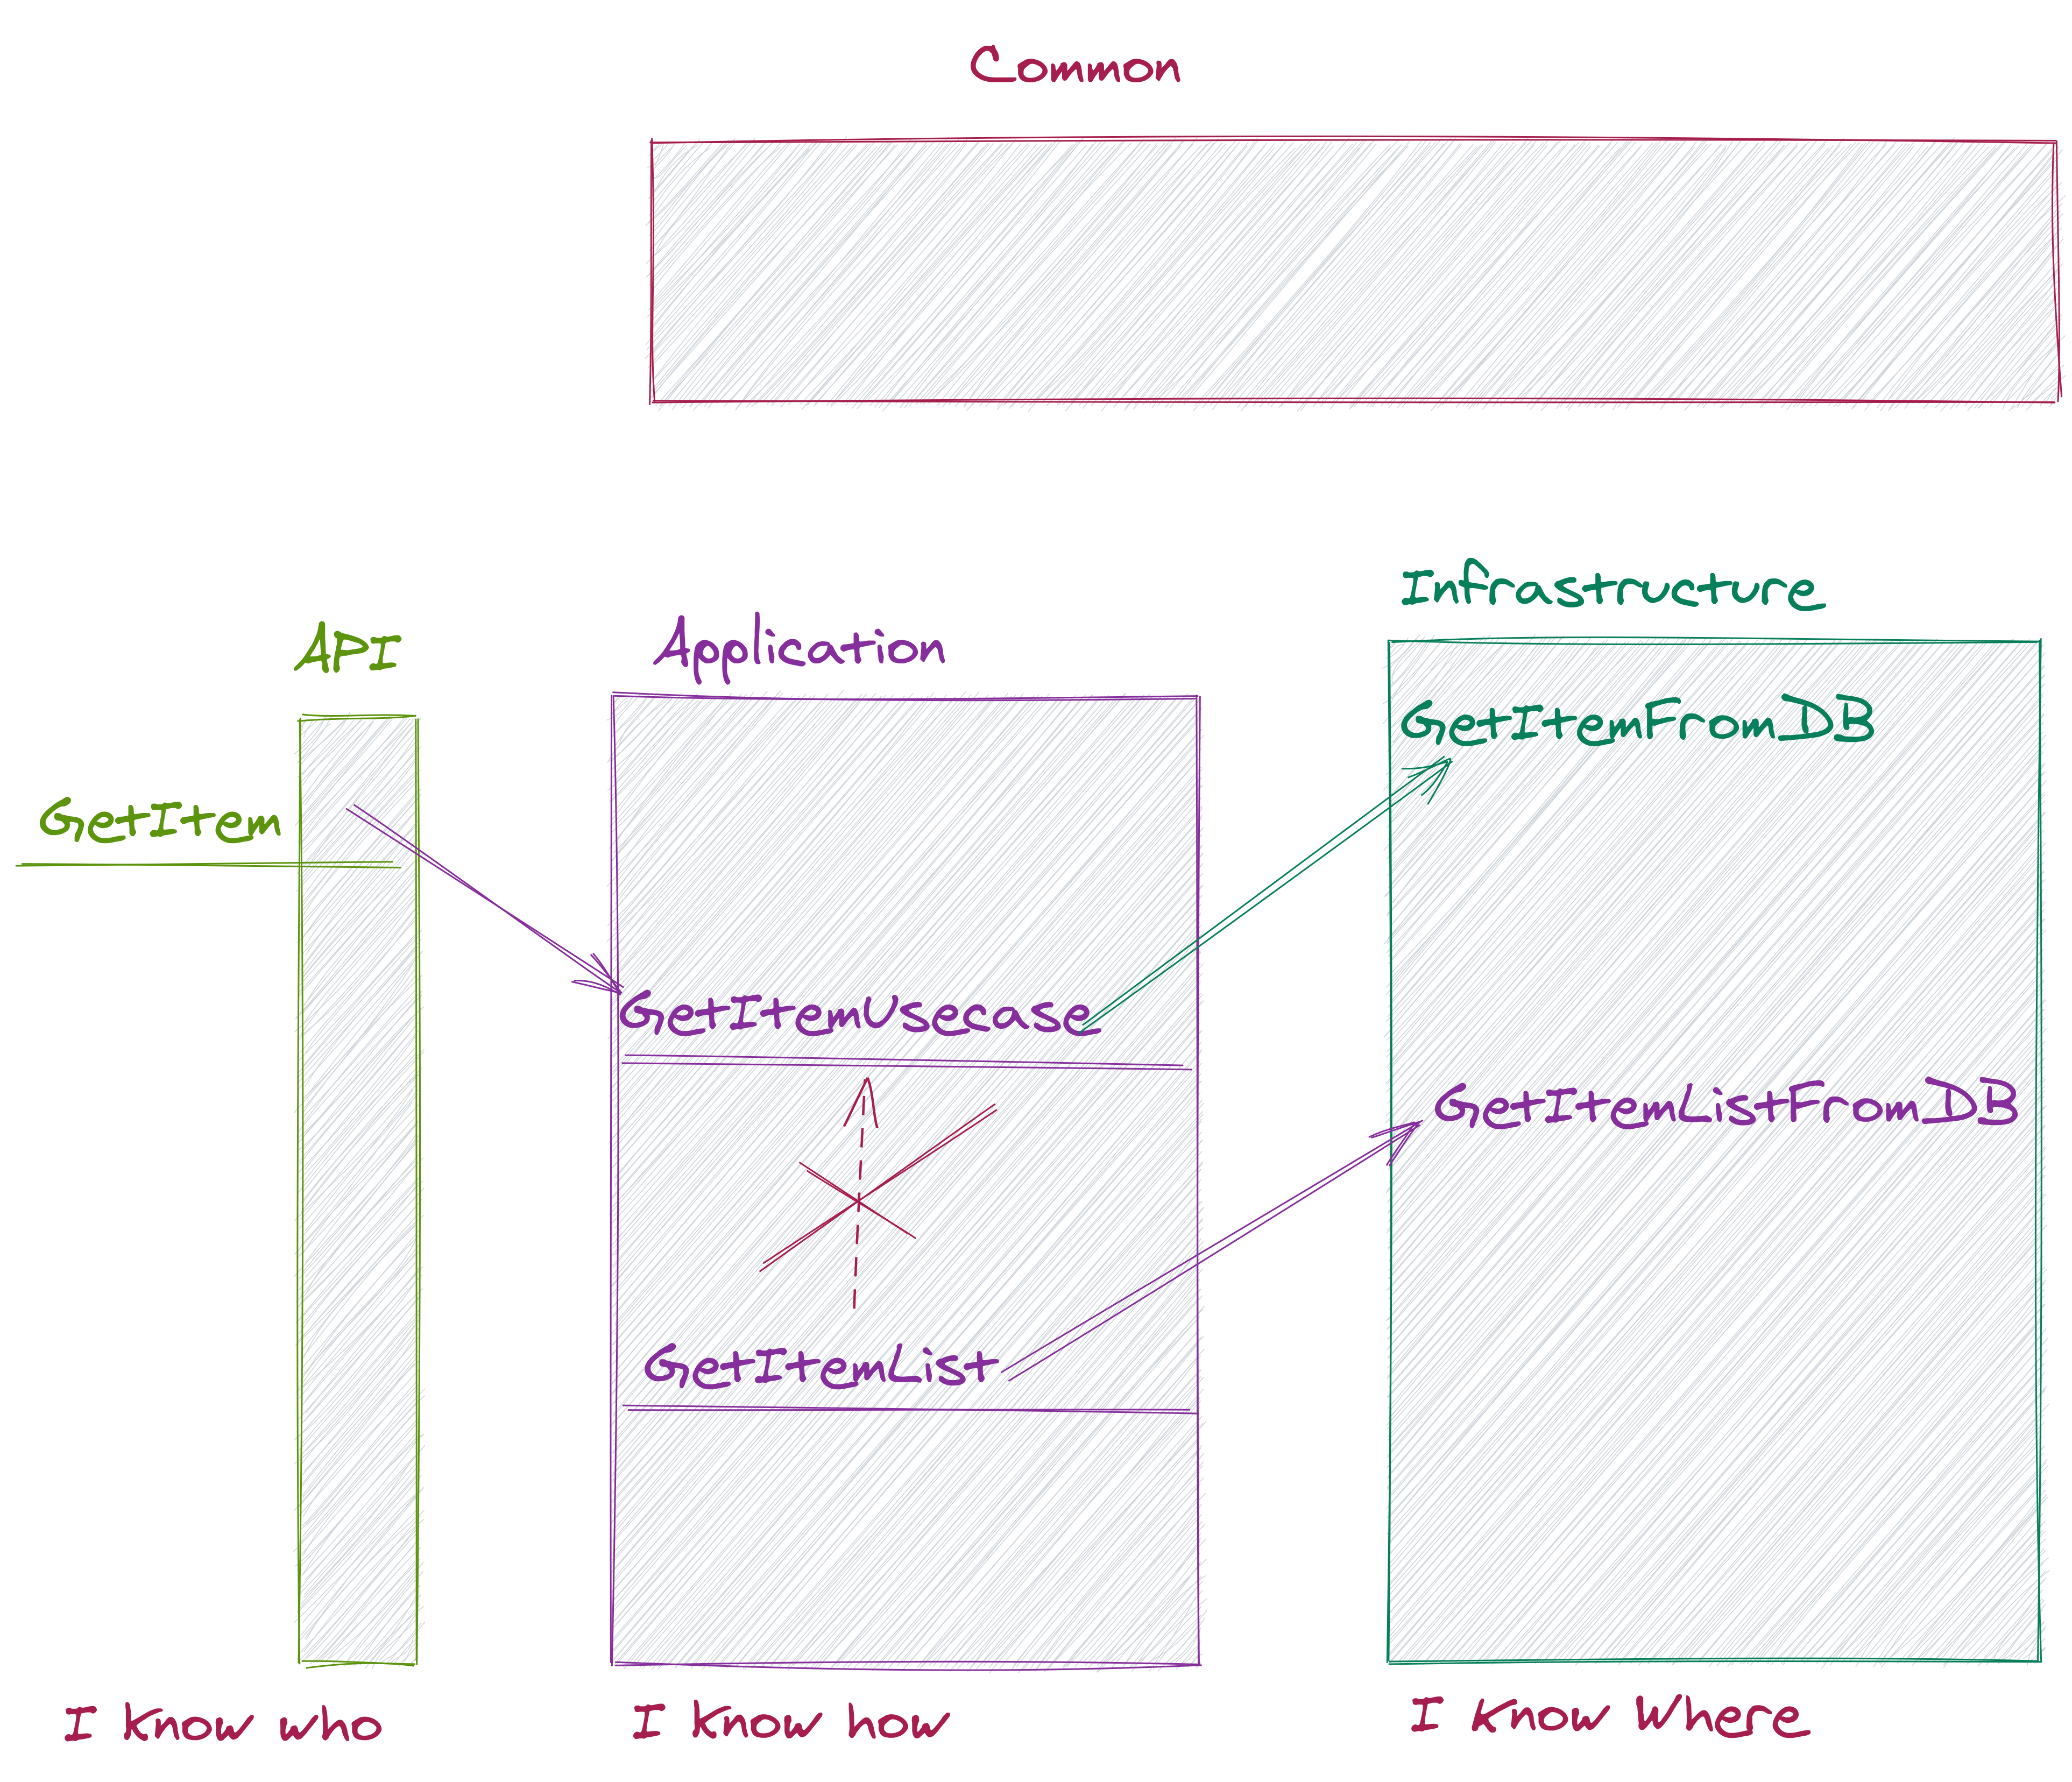 Common
Infrastructure
API
Application
GetItemFromDB
GetItem
GetItemUsecase
GetItemListFromDB
GetItemList
I know who
I know how
I know Where